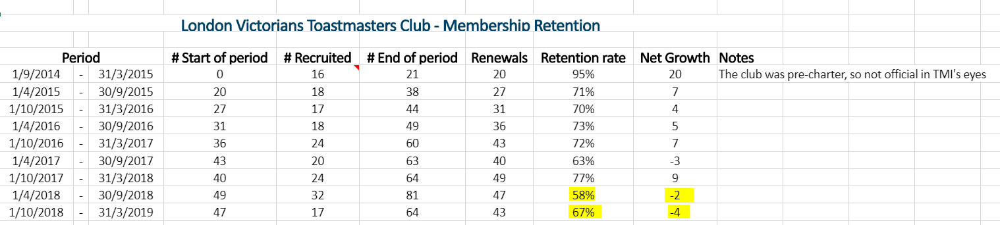 London Victorians Toastmasters Club - Membership Retention
Period # Start of period # Recruited # End of period Renewals Retention rate Net Growth Notes
1/9/2014 - 31/3/2015 0 16 21 20 95% 20 The club was pre-charter, so not official in TMI's eyes
1/4/2015 - 30/9/2015 20 18 38 27 71% 7
1/10/2015 - 31/3/2016 27 17 44 31 70% 4
1/4/2016 - 30/9/2016 31 18 49 36 73% 5
1/10/2016 - 31/3/2017 36 24 60 43 72% 7
1/4/2017 - 30/9/2017 43 20 63 40 63% -3
1/10/2017 - 31/3/2018 40 24 64 49 77% 9
1/4/2018 - 30/9/2018 49 32 81 47 58% -2
1/10/2018 - 31/3/2019 47 17 64 43 67% -4